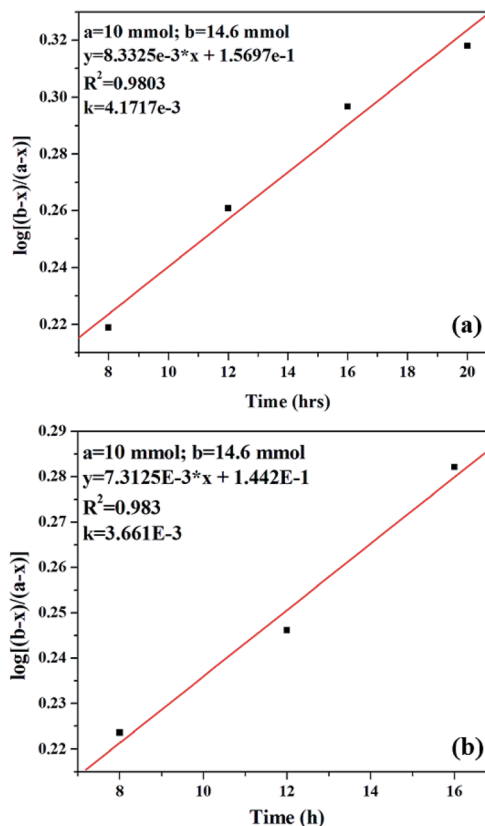 a=10 mmol; b=14.6 mmol
y=8.3325e-3*x + 1.5697e-1
R²=0.9803
k=4.1717e-3
log[(b-x)/(a-x)]
0.32
0.30
0.26
0.24
0.22
(a)
8 10 12 14 16 18 20
Time (hrs)
a=10 mmol; b=14.6 mmol
y=7.3125E-3*x + 1.442E-1
R²=0.983
k=3.661E-3
log[(b-x)/(a-x)]
0.29
0.28
0.27
0.26
0.25
0.24
0.23
0.22
(b)
8 10 12 14 16
Time (h)